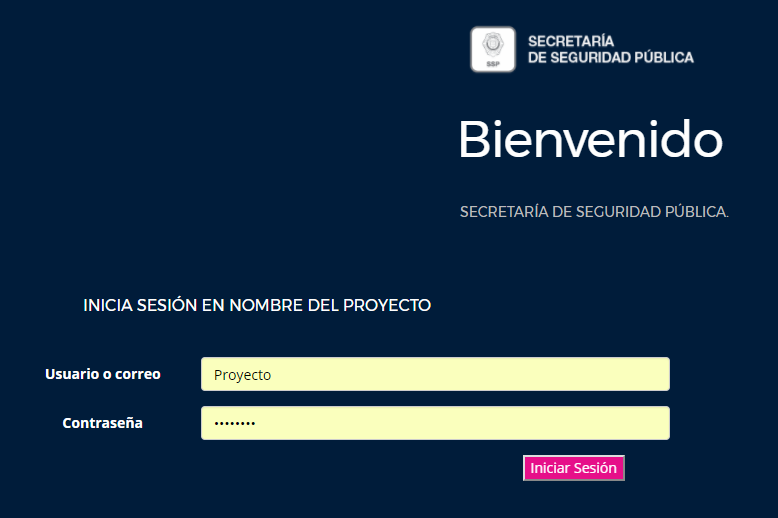 SSP
SECRETARÍA
DE SEGURIDAD PÚBLICA
Bienvenido
SECRETARÍA DE SEGURIDAD PÚBLICA.
INICIA SESIÓN EN NOMBRE DEL PROYECTO
Usuario o correo
Proyecto
Contraseña
••••••••
Iniciar Sesión